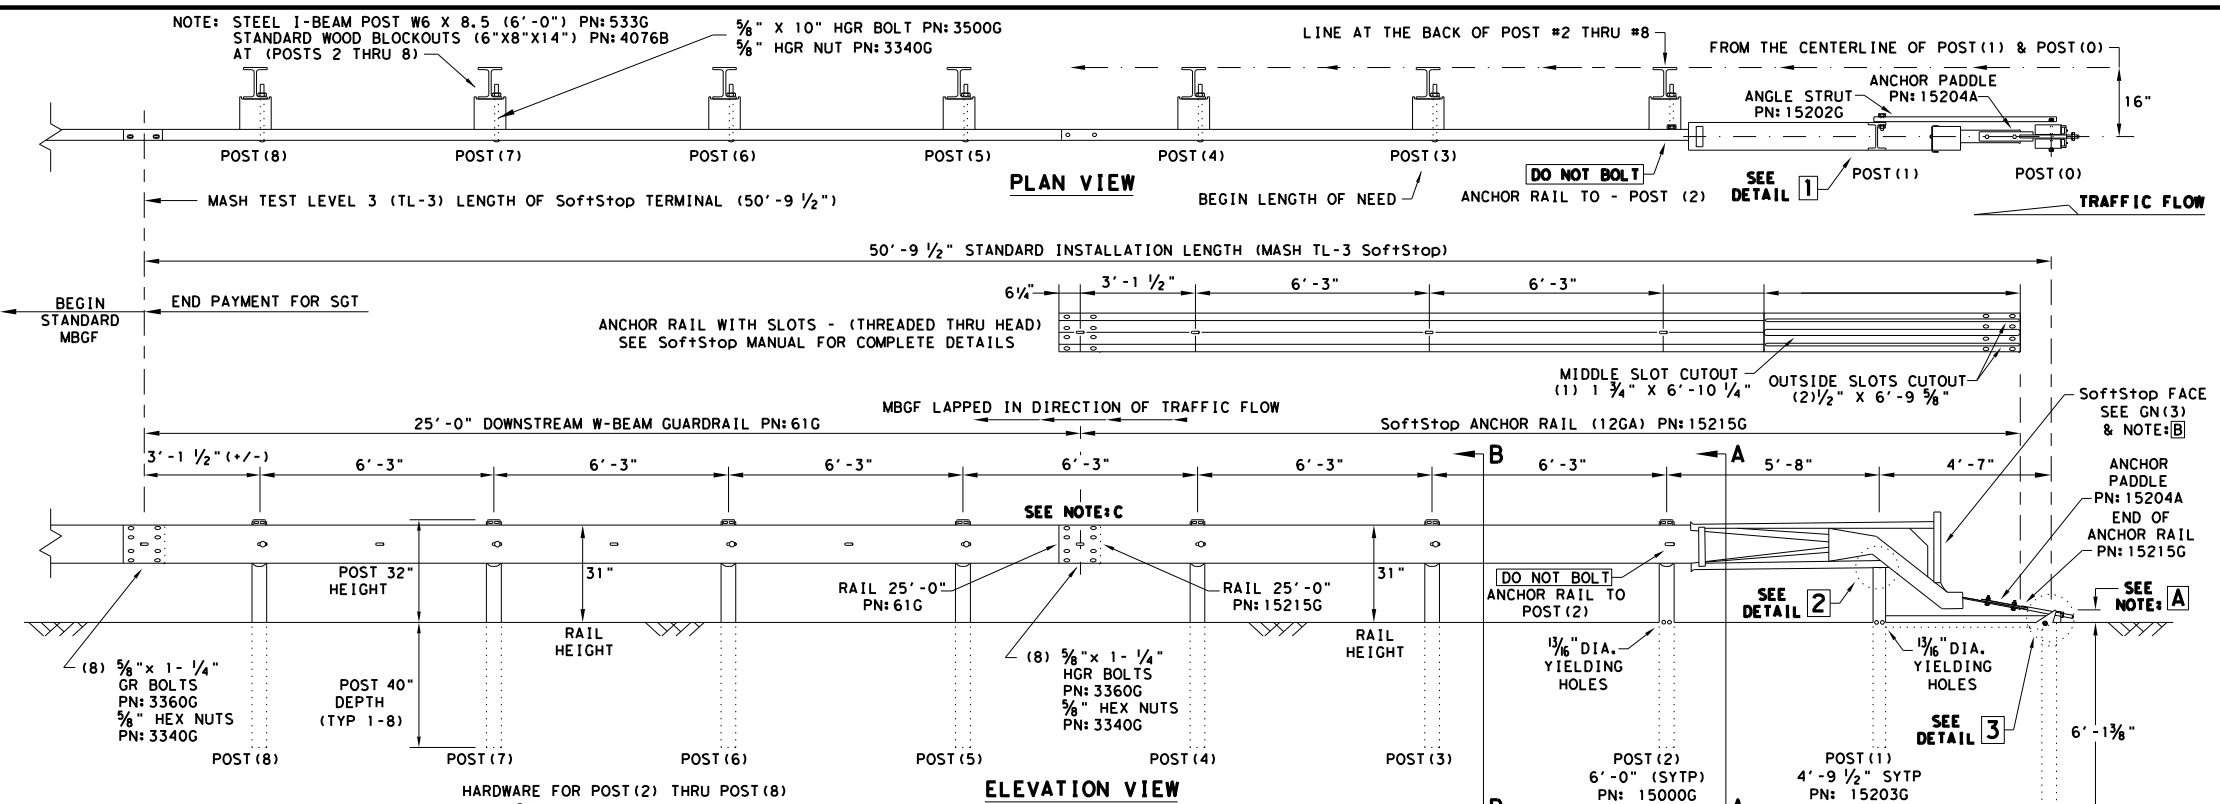 NOTE: STEEL I-BEAM POST W6 X 8.5 (6'-0") PN:533G
STANDARD WOOD BLOCKOUTS (6"X8"X14") PN:4076B
AT (POSTS 2 THRU 8)
⅝" X 10" HGR BOLT PN:3500G
⅝" HGR NUT PN:3340G
LINE AT THE BACK OF POST #2 THRU #8
FROM THE CENTERLINE OF POST(1) & POST(0)
ANCHOR PADDLE
PN:15204A
ANGLE STRUT
PN:15202G
16"
POST(8)
POST(7)
POST(6)
POST(5)
POST(4)
POST(3)
DO NOT BOLT
ANCHOR RAIL TO - POST (2)
SEE
DETAIL 1
POST(1)
POST(0)
PLAN VIEW
BEGIN LENGTH OF NEED
MASH TEST LEVEL 3 (TL-3) LENGTH OF SoftStop TERMINAL (50'-9 ½")
TRAFFIC FLOW
50'-9 ½" STANDARD INSTALLATION LENGTH (MASH TL-3 SoftStop)
BEGIN
STANDARD
MBGF
END PAYMENT FOR SGT
6¼"
3'-1 ½"
6'-3"
6'-3"
ANCHOR RAIL WITH SLOTS - (THREADED THRU HEAD)
SEE SoftStop MANUAL FOR COMPLETE DETAILS
MIDDLE SLOT CUTOUT
(1) 1 ¾" X 6'-10 ¼"
OUTSIDE SLOTS CUTOUT
(2)½" X 6'-9 ⅝"
SoftStop FACE
SEE GN(3)
& NOTE:B
MBGF LAPPED IN DIRECTION OF TRAFFIC FLOW
25'-0" DOWNSTREAM W-BEAM GUARDRAIL PN:61G
SoftStop ANCHOR RAIL (12GA) PN:15215G
3'-1 ½"(+/-)
6'-3"
6'-3"
6'-3"
6'-3"
6'-3"
6'-3"
5'-8"
4'-7"
B
A
ANCHOR
PADDLE
PN:15204A
END OF
ANCHOR RAIL
PN:15215G
SEE NOTE:C
POST 32"
HEIGHT
31"
RAIL
HEIGHT
RAIL 25'-0"
PN:61G
RAIL 25'-0"
PN:15215G
31"
RAIL
HEIGHT
DO NOT BOLT
ANCHOR RAIL TO
POST(2)
SEE
DETAIL 2
SEE
NOTE: A
(8) ⅝"x 1- ¼"
GR BOLTS
PN:3360G
⅝" HEX NUTS
PN:3340G
POST 40"
DEPTH
(TYP 1-8)
(8) ⅝"x 1- ¼"
HGR BOLTS
PN:3360G
⅝" HEX NUTS
PN:3340G
13/16"DIA.
YIELDING
HOLES
13/16"DIA.
YIELDING
HOLES
SEE
DETAIL 3
6'-1⅜"
POST(8)
POST(7)
POST(6)
POST(5)
POST(4)
POST(3)
POST(2)
6'-0" (SYTP)
PN: 15000G
POST(1)
4'-9 ½" SYTP
PN: 15203G
HARDWARE FOR POST(2) THRU POST(8)
ELEVATION VIEW